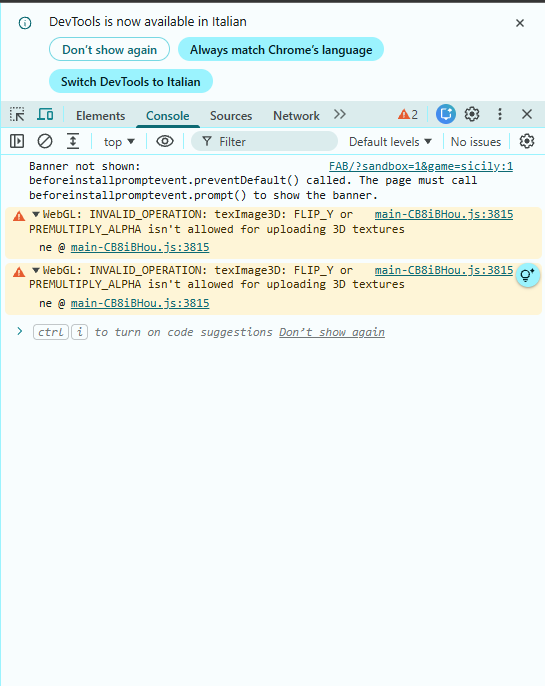 DevTools is now available in Italian
Don't show again
Always match Chrome's language
Switch DevTools to Italian
Elements
Console
Sources
Network
2
top
Filter
Default levels
No issues
Banner not shown: FAB/?sandbox=1&game=sicily:1
beforeinstallpromptevent.preventDefault() called. The page must call
beforeinstallpromptevent.prompt() to show the banner.
WebGL: INVALID_OPERATION: texImage3D: FLIP_Y or main-CB8iBHou.js:3815
PREMULTIPLY_ALPHA isn't allowed for uploading 3D textures
ne @ main-CB8iBHou.js:3815
WebGL: INVALID_OPERATION: texImage3D: FLIP_Y or main-CB8iBHou.js:3815
PREMULTIPLY_ALPHA isn't allowed for uploading 3D textures
ne @ main-CB8iBHou.js:3815
ctrl i to turn on code suggestions Don't show again